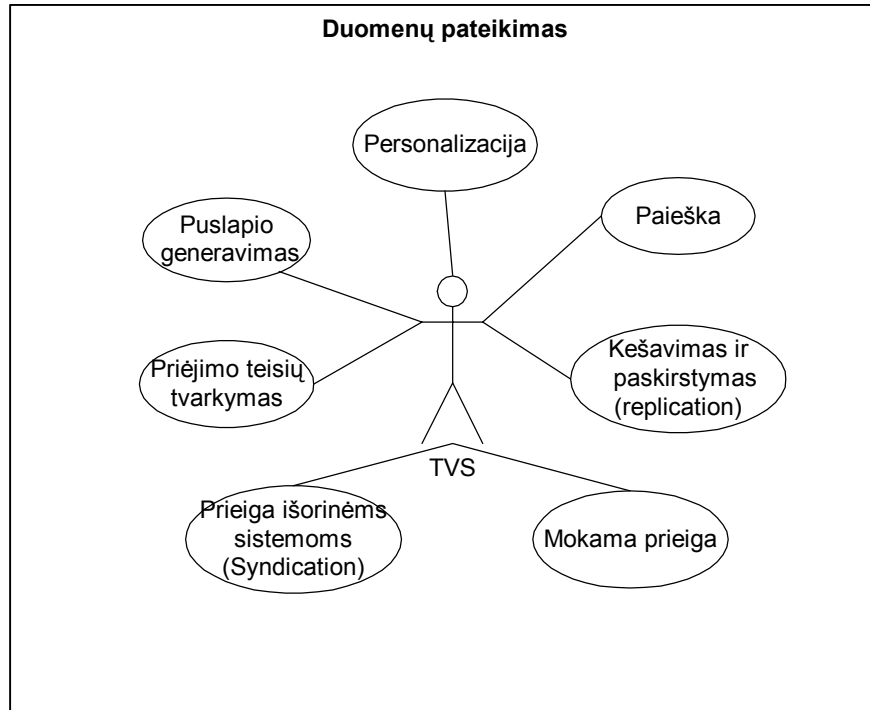 Duomenų pateikimas
Personalizacija
Puslapio
generavimas
Paieška
Priėjimo teisių
tvarkymas
Kešavimas ir
paskirstymas
(replication)
TVS
Prieiga išorinėms
sistemoms
(Syndication)
Mokama prieiga